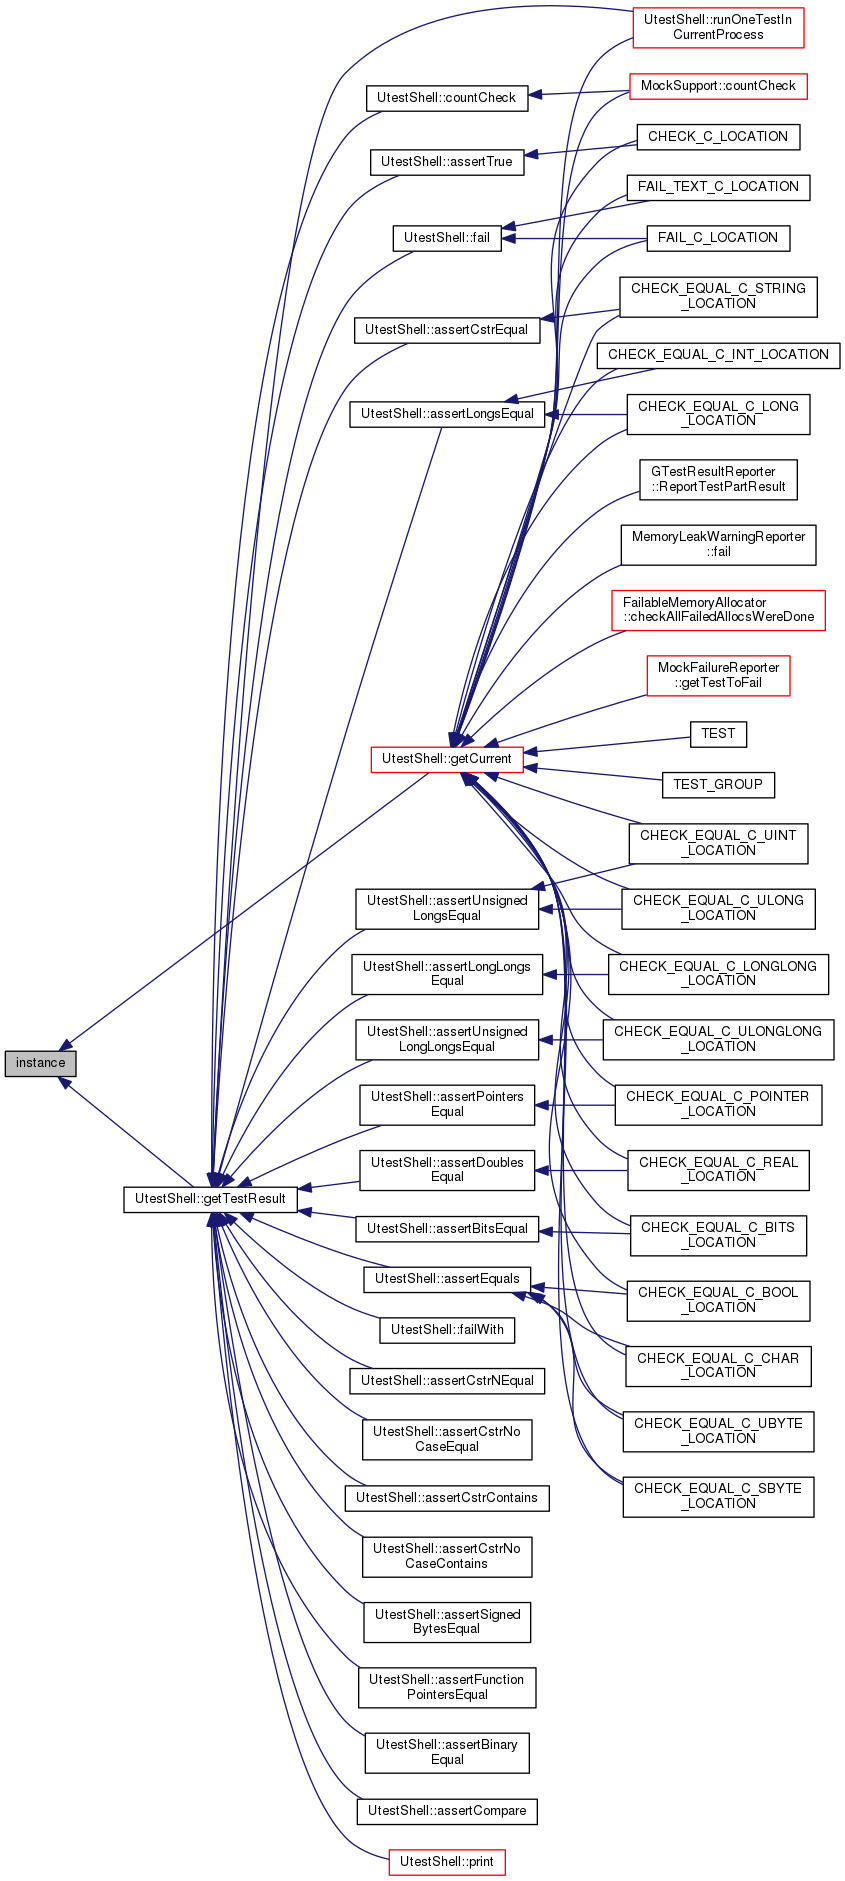 UtestShell::runOneTestIn
CurrentProcess
UtestShell::countCheck
MockSupport::countCheck
CHECK_C_LOCATION
UtestShell::assertTrue
FAIL_TEXT_C_LOCATION
UtestShell::fail
FAIL_C_LOCATION
CHECK_EQUAL_C_STRING
_LOCATION
UtestShell::assertCstrEqual
CHECK_EQUAL_C_INT_LOCATION
UtestShell::assertLongsEqual
CHECK_EQUAL_C_LONG
_LOCATION
GTestResultReporter
::ReportTestPartResult
MemoryLeakWarningReporter
::fail
FailableMemoryAllocator
::checkAllFailedAllocsWereDone
MockFailureReporter
::getTestToFail
TEST
UtestShell::getCurrent
TEST_GROUP
CHECK_EQUAL_C_UINT
_LOCATION
UtestShell::assertUnsigned
LongsEqual
CHECK_EQUAL_C_ULONG
_LOCATION
UtestShell::assertLongLongs
Equal
CHECK_EQUAL_C_LONGLONG
_LOCATION
UtestShell::assertUnsigned
LongLongsEqual
CHECK_EQUAL_C_ULONGLONG
_LOCATION
instance
UtestShell::assertPointers
Equal
CHECK_EQUAL_C_POINTER
_LOCATION
UtestShell::assertDoubles
Equal
CHECK_EQUAL_C_REAL
_LOCATION
UtestShell::getTestResult
UtestShell::assertBitsEqual
CHECK_EQUAL_C_BITS
_LOCATION
UtestShell::assertEquals
CHECK_EQUAL_C_BOOL
_LOCATION
UtestShell::failWith
CHECK_EQUAL_C_CHAR
_LOCATION
UtestShell::assertCstrNEqual
CHECK_EQUAL_C_UBYTE
_LOCATION
UtestShell::assertCstrNo
CaseEqual
CHECK_EQUAL_C_SBYTE
_LOCATION
UtestShell::assertCstrContains
UtestShell::assertCstrNo
CaseContains
UtestShell::assertSigned
BytesEqual
UtestShell::assertFunction
PointersEqual
UtestShell::assertBinary
Equal
UtestShell::assertCompare
UtestShell::print